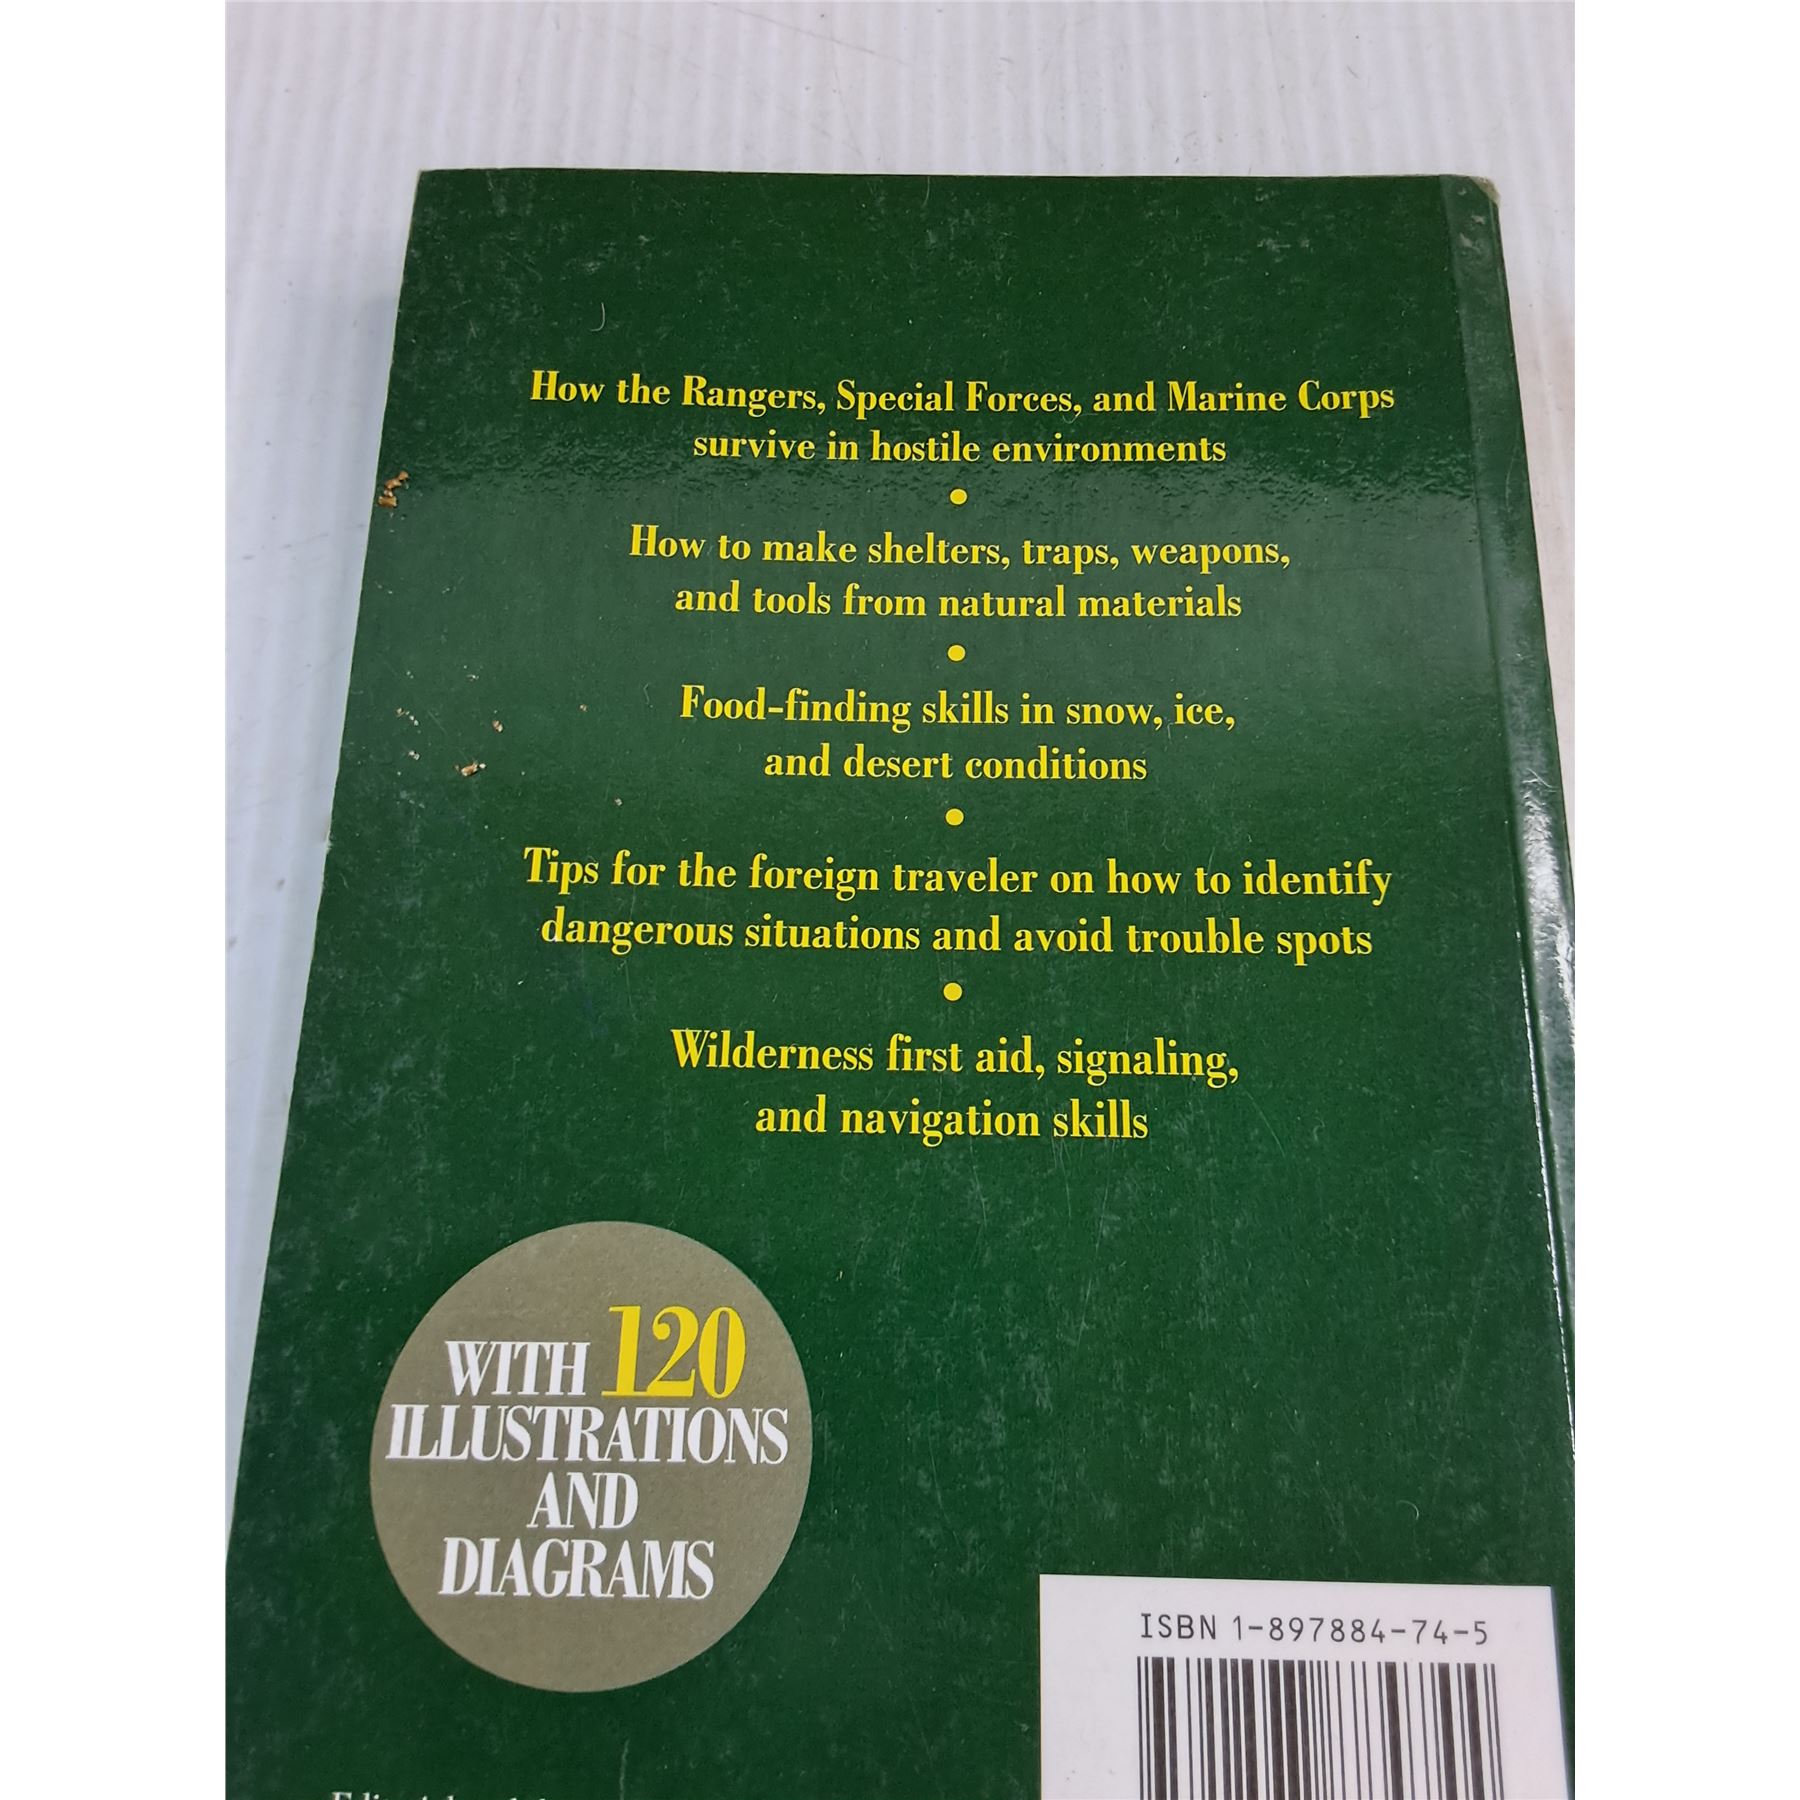 How the Rangers, Special Forces, and Marine Corps
survive in hostile environments
•
How to make shelters, traps, weapons,
and tools from natural materials
•
Food-finding skills in snow, ice,
and desert conditions
•
Tips for the foreign traveler on how to identify
dangerous situations and avoid trouble spots
•
Wilderness first aid, signaling,
and navigation skills
WITH 120
ILLUSTRATIONS
AND
DIAGRAMS
ISBN 1-897884-74-5